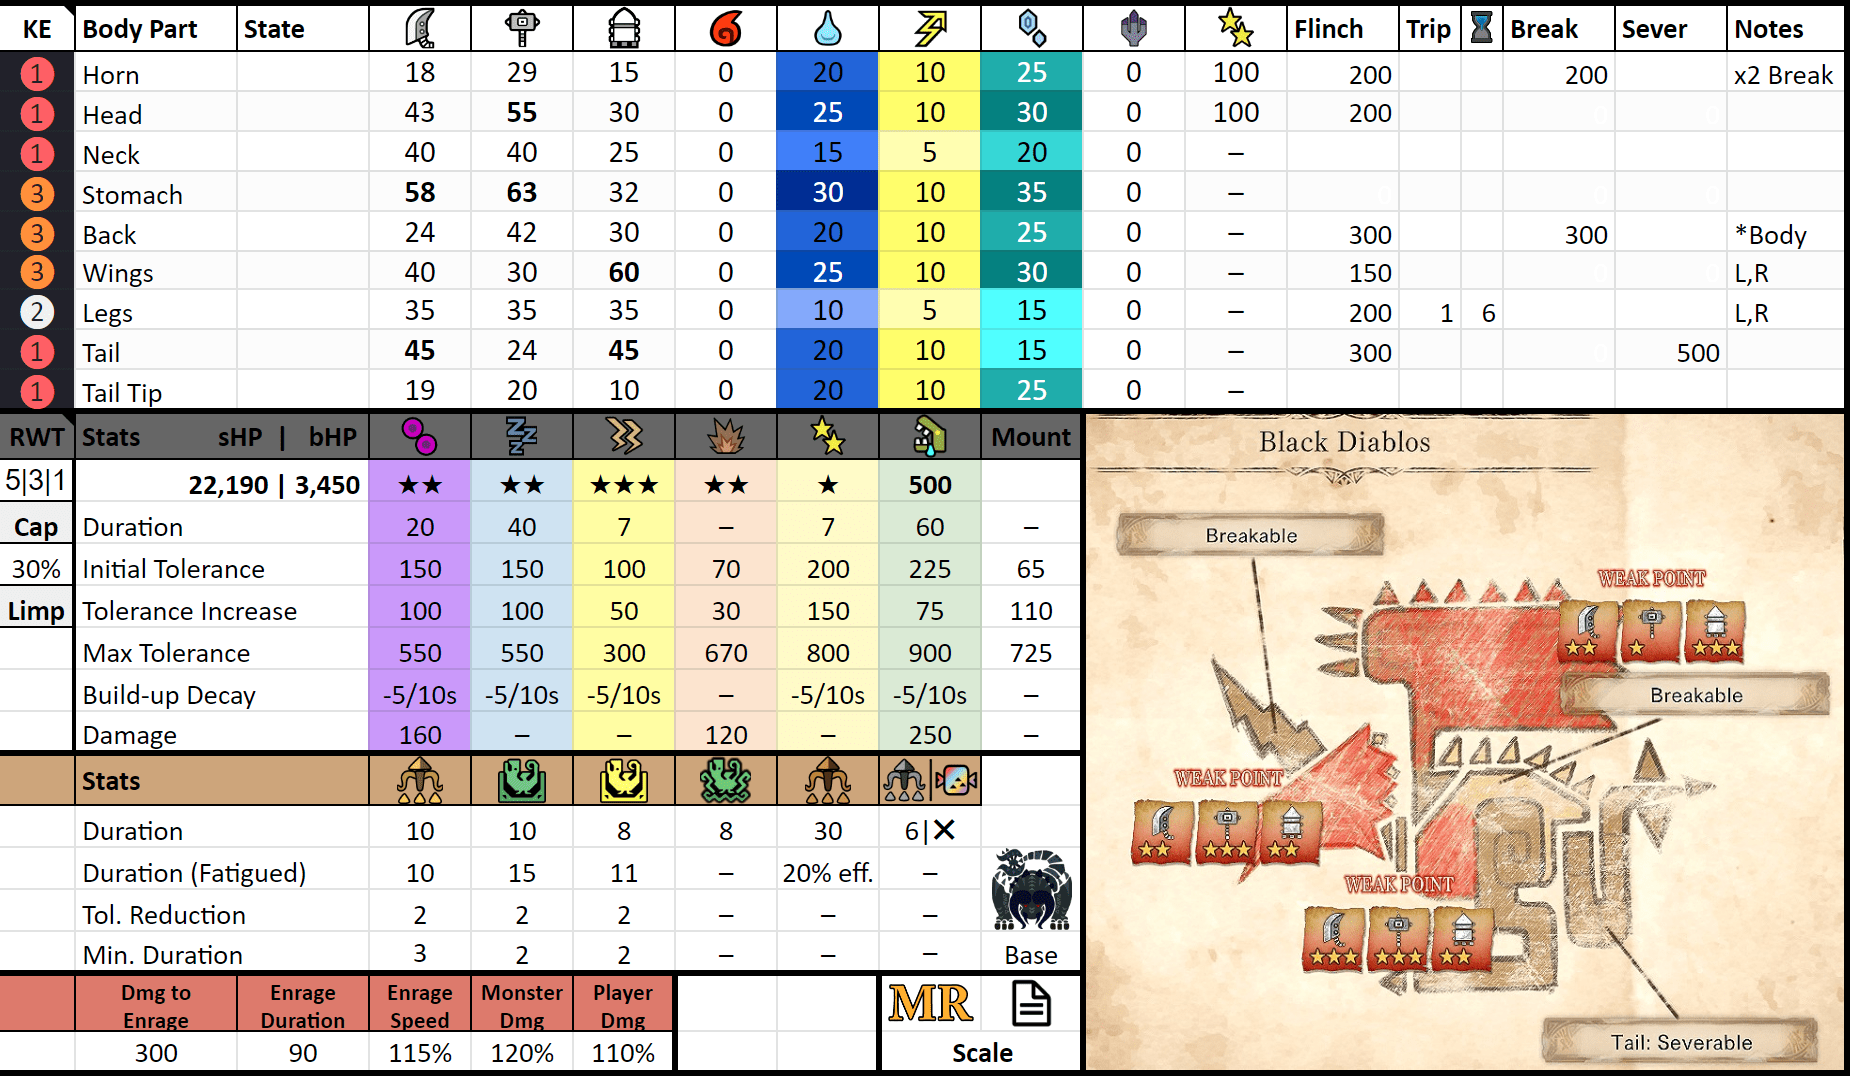 KE Body Part State Flinch Trip Break Sever Notes
1 Horn 18 29 15 0 20 10 25 0 100 200 200 x2 Break
1 Head 43 55 30 0 25 10 30 0 100 200
1 Neck 40 40 25 0 15 5 20 0 –
3 Stomach 58 63 32 0 30 10 35 0 –
3 Back 24 42 30 0 20 10 25 0 – 300 300 *Body
3 Wings 40 30 60 0 25 10 30 0 – 150 L,R
2 Legs 35 35 35 0 10 5 15 0 – 200 1 6 L,R
1 Tail 45 24 45 0 20 10 15 0 – 300 500
1 Tail Tip 19 20 10 0 20 10 25 0 –
RWT Stats sHP | bHP Mount
5|3|1 22,190 | 3,450 ★★ ★★ ★★★ ★★ ★ 500
Cap Duration 20 40 7 – 7 60 –
30% Initial Tolerance 150 150 100 70 200 225 65
Limp Tolerance Increase 100 100 50 30 150 75 110
Max Tolerance 550 550 300 670 800 900 725
Build-up Decay -5/10s -5/10s -5/10s – -5/10s -5/10s –
Damage 160 – – 120 – 250 –
Stats
Duration 10 10 8 8 30 6|✕
Duration (Fatigued) 10 15 11 – 20% eff. –
Tol. Reduction 2 2 2 – – –
Min. Duration 3 2 2 – – – Base
Dmg to Enrage Enrage Duration Enrage Speed Monster Dmg Player Dmg MR
300 90 115% 120% 110% Scale
Black Diablos
Breakable
WEAK POINT
Breakable
WEAK POINT
WEAK POINT
Tail: Severable